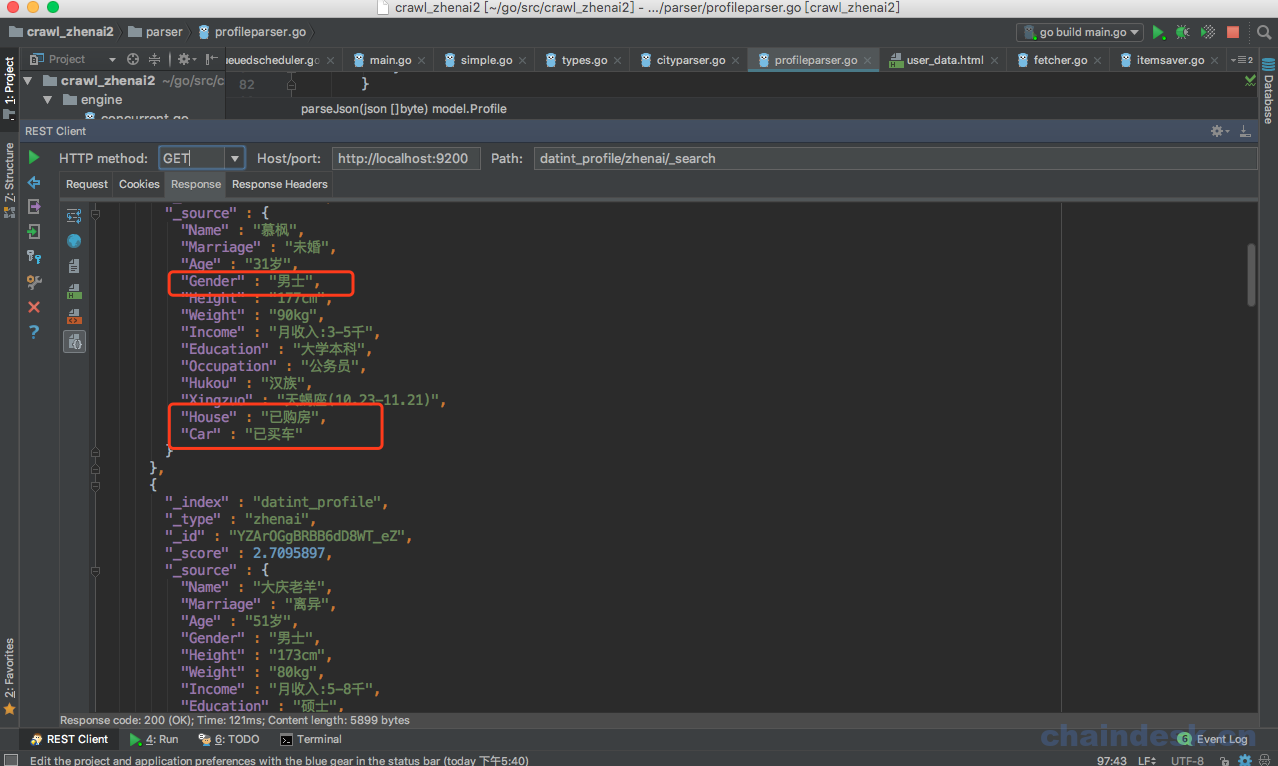 crawl_zhenai2 [~/go/src/crawl_zhenai2] - .../parser/profileparser.go [crawl_zhenai2]
crawl_zhenai2 parser profileparser.go go build main.go
Project ueuedscheduler.go main.go simple.go types.go cityparser.go profileparser.go user_data.html fetcher.go itemsaver.go 2
1: Project
7: Structure
2: Favorites
Database
crawl_zhenai2 ~/go/src/c 82 }
engine parseJson(json []byte) model.Profile
concurrent.go
REST Client
HTTP method: GET Host/port: http://localhost:9200 Path: datint_profile/zhenai/_search
Request Cookies Response Response Headers
"_source" : {
"Name" : "慕枫",
"Marriage" : "未婚",
"Age" : "31岁",
"Gender" : "男士",
"Height" : "177cm",
"Weight" : "90kg",
"Income" : "月收入:3-5千",
"Education" : "大学本科",
"Occupation" : "公务员",
"Hukou" : "汉族",
"Xingzuo" : "天蝎座(10.23-11.21)",
"House" : "已购房",
"Car" : "已买车"
}
},
{
"_index" : "datint_profile",
"_type" : "zhenai",
"_id" : "YZArOGgBRBB6dD8WT_eZ",
"_score" : 2.7095897,
"_source" : {
"Name" : "大庆老羊",
"Marriage" : "离异",
"Age" : "51岁",
"Gender" : "男士",
"Height" : "173cm",
"Weight" : "80kg",
"Income" : "月收入:5-8千",
"Education" : "硕士",
Response code: 200 (OK); Time: 121ms; Content length: 5899 bytes
REST Client 4: Run 6: TODO Terminal 6 Event Log
chaindesk.cn
Edit the project and application preferences with the blue gear in the status bar (today 下午5:40) 97:43 LF UTF-8